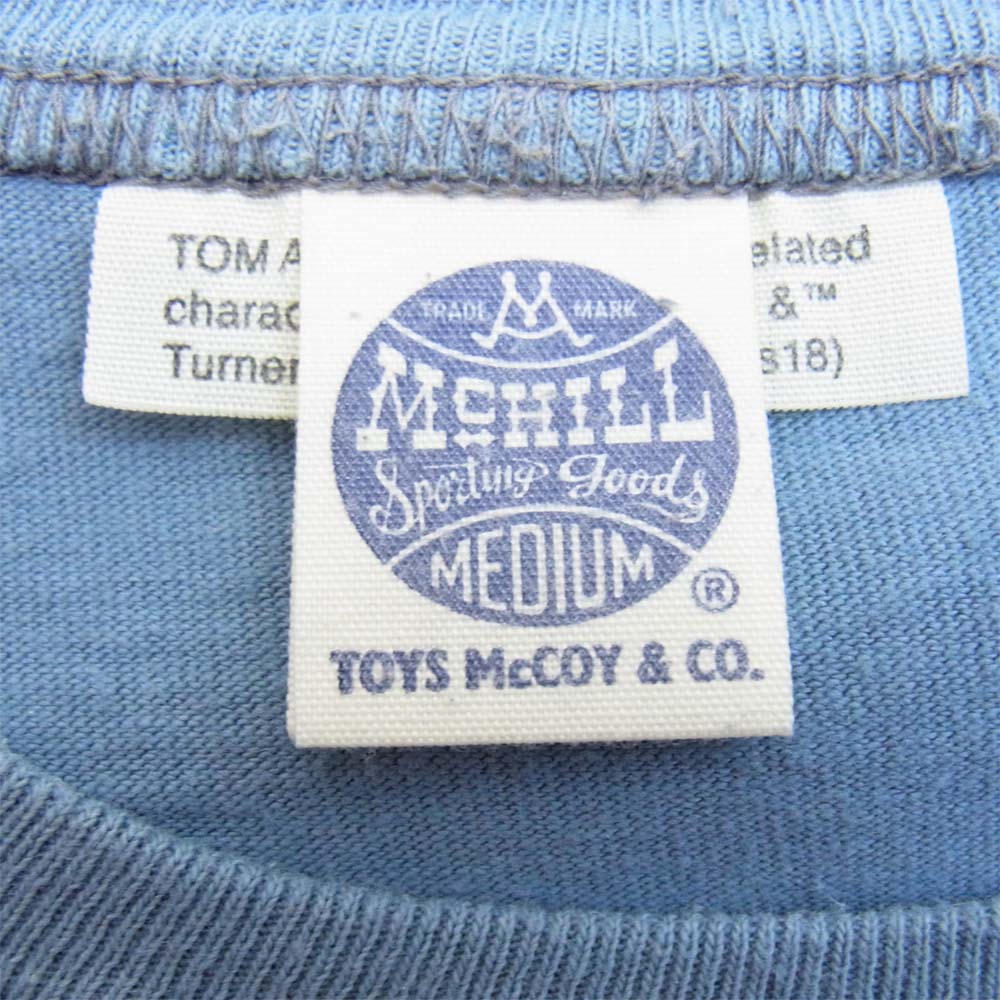 TOM
elated
charac
& ™
Turner
s18)
TRADE MARK
M
McHILL
Sporting Goods
MEDIUM
®
TOYS McCOY & CO.